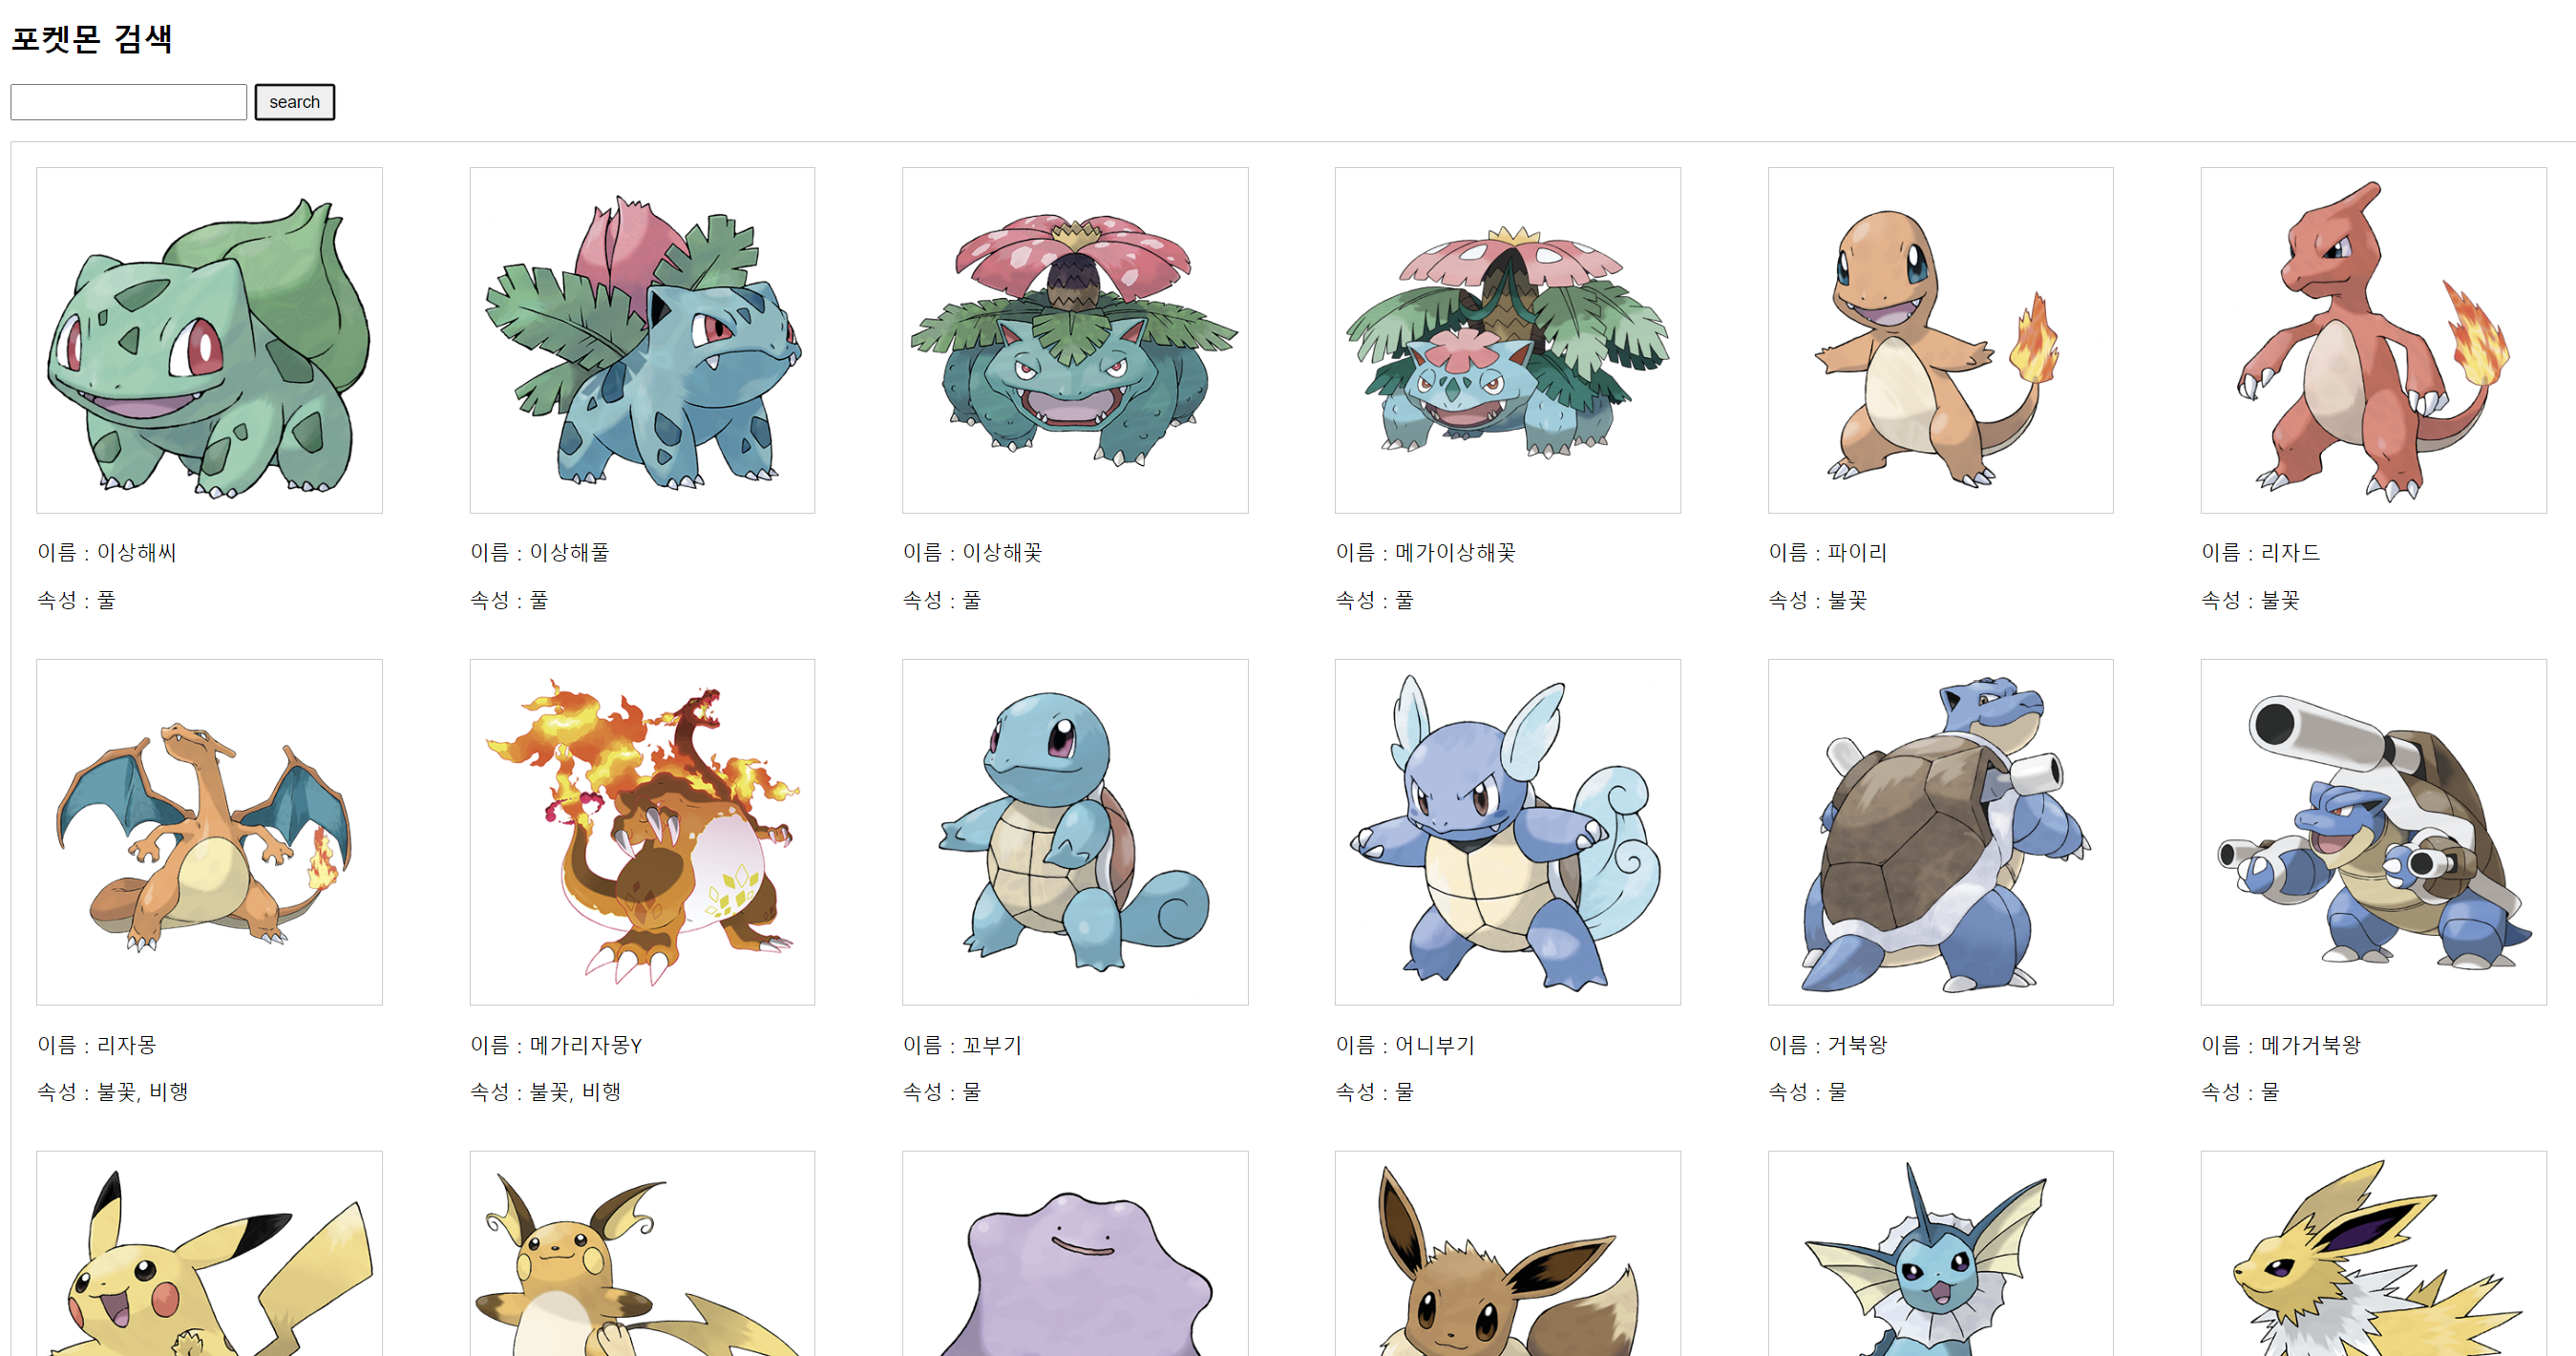 포켓몬 검색
search
이름 : 이상해씨
속성 : 풀
이름 : 이상해풀
속성 : 풀
이름 : 이상해꽃
속성 : 풀
이름 : 메가이상해꽃
속성 : 풀
이름 : 파이리
속성 : 불꽃
이름 : 리자드
속성 : 불꽃
이름 : 리자몽
속성 : 불꽃, 비행
이름 : 메가리자몽Y
속성 : 불꽃, 비행
이름 : 꼬부기
속성 : 물
이름 : 어니부기
속성 : 물
이름 : 거북왕
속성 : 물
이름 : 메가거북왕
속성 : 물